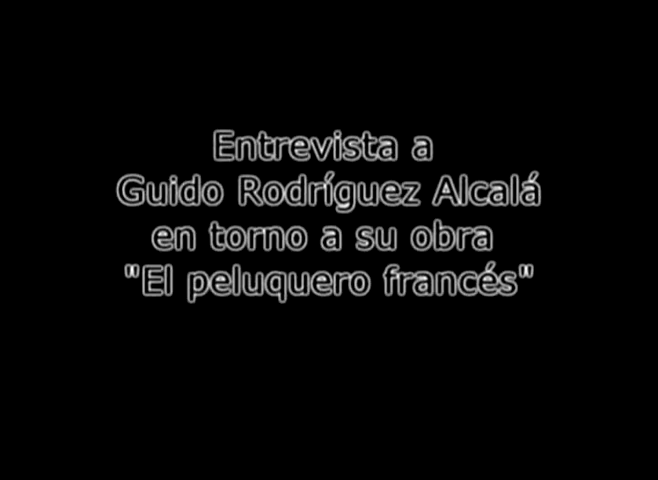 Entrevista a
Guido Rodríguez Alcalá
en torno a su obra
"El peluquero francés"